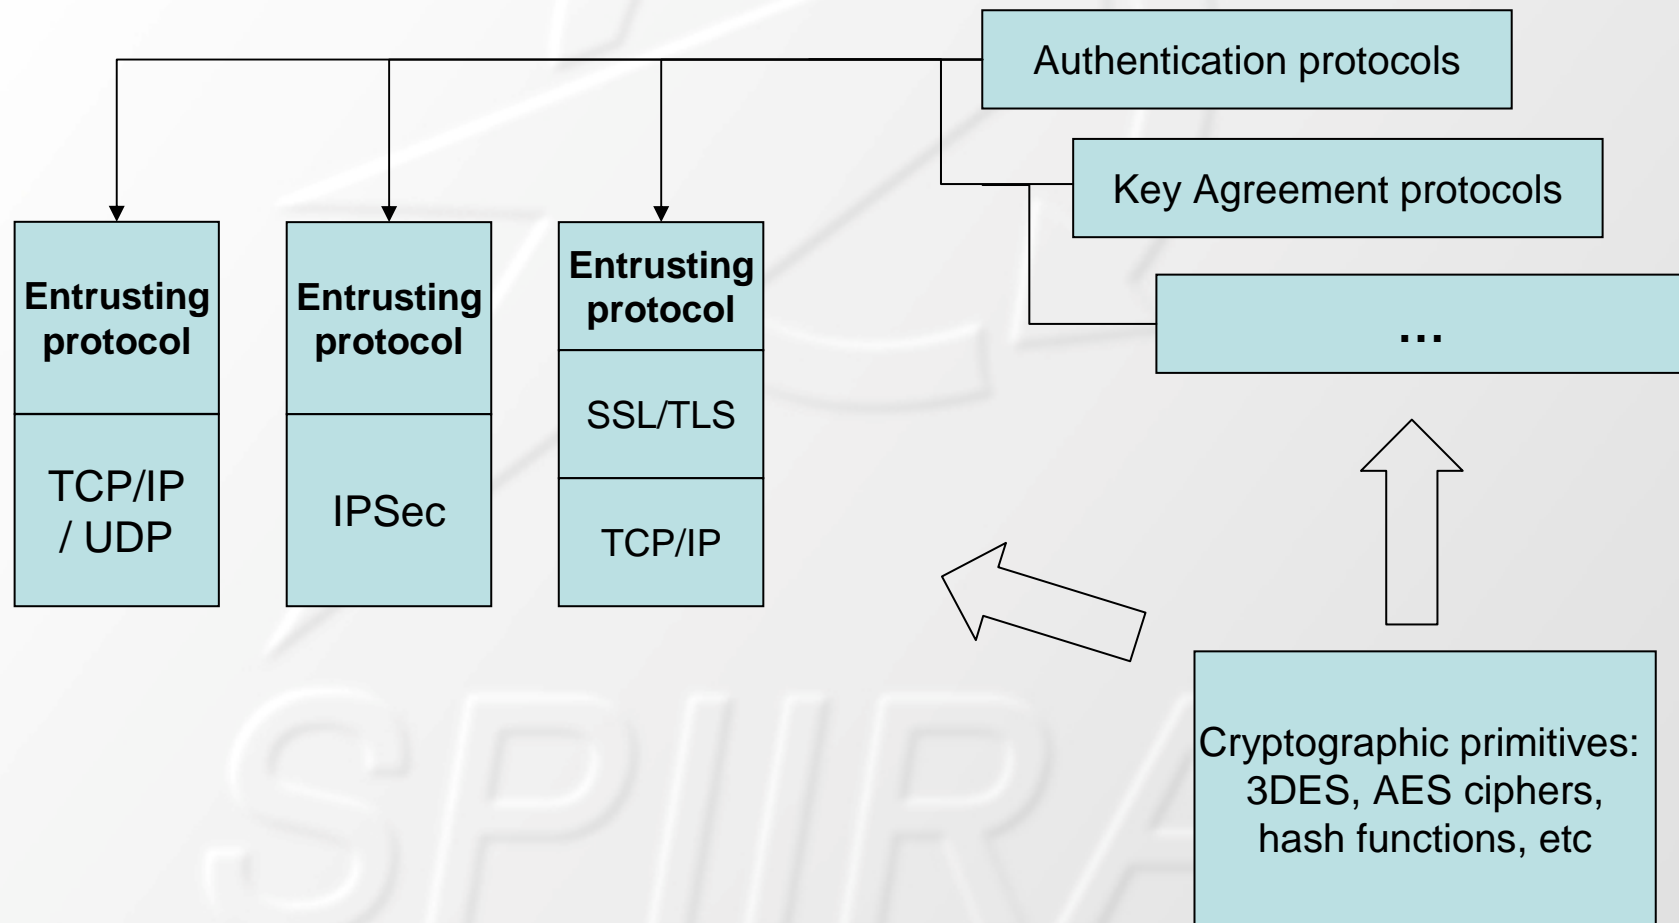 Authentication protocols
Key Agreement protocols
...
Entrusting
protocol
TCP/IP
/ UDP
Entrusting
protocol
IPSec
Entrusting
protocol
SSL/TLS
TCP/IP
Cryptographic primitives:
3DES, AES ciphers,
hash functions, etc
SPIIRA